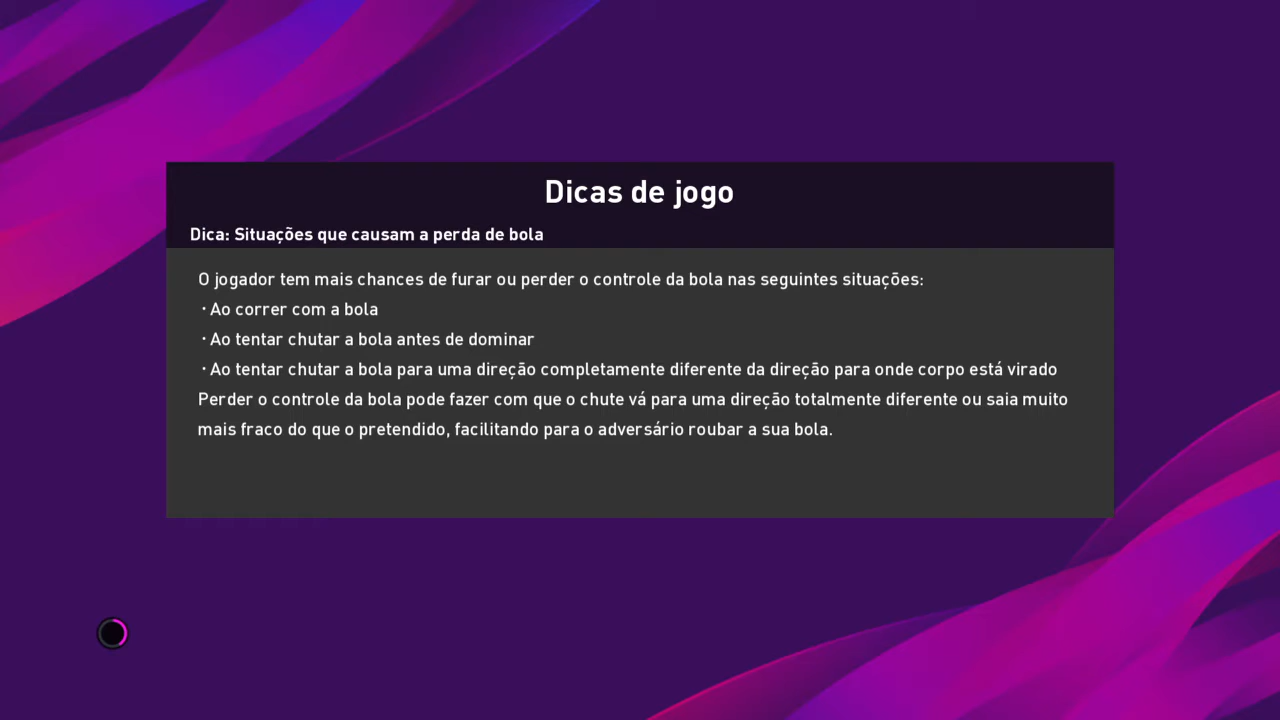 Dicas de jogo
Dica: Situações que causam a perda de bola
O jogador tem mais chances de furar ou perder o controle da bola nas seguintes situações:
・Ao correr com a bola
・Ao tentar chutar a bola antes de dominar
・Ao tentar chutar a bola para uma direção completamente diferente da direção para onde corpo está virado
Perder o controle da bola pode fazer com que o chute vá para uma direção totalmente diferente ou saia muito
mais fraco do que o pretendido, facilitando para o adversário roubar a sua bola.